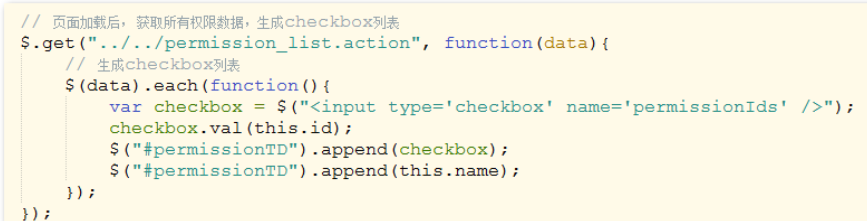 // 页面加载后，获取所有权限数据，生成checkbox列表
$.get("../../permission_list.action", function(data){
// 生成checkbox列表
$(data).each(function(){
var checkbox = $("<input type='checkbox' name='permissionIds' />");
checkbox.val(this.id);
$("#permissionTD").append(checkbox);
$("#permissionTD").append(this.name);
});
});